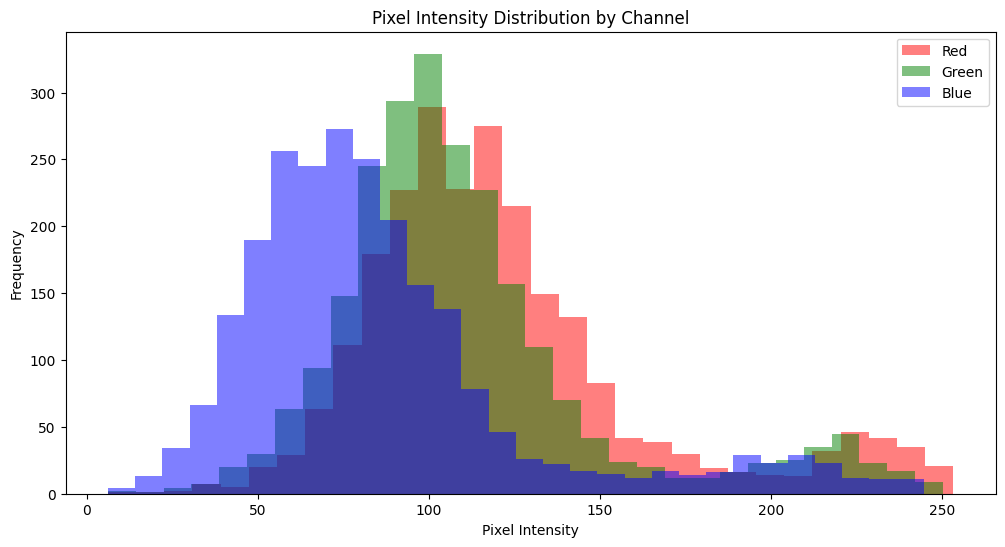 Pixel Intensity Distribution by Channel
Red
Green
Blue
Frequency
300
250
200
150
100
50
0
0 50 100 150 200 250
Pixel Intensity